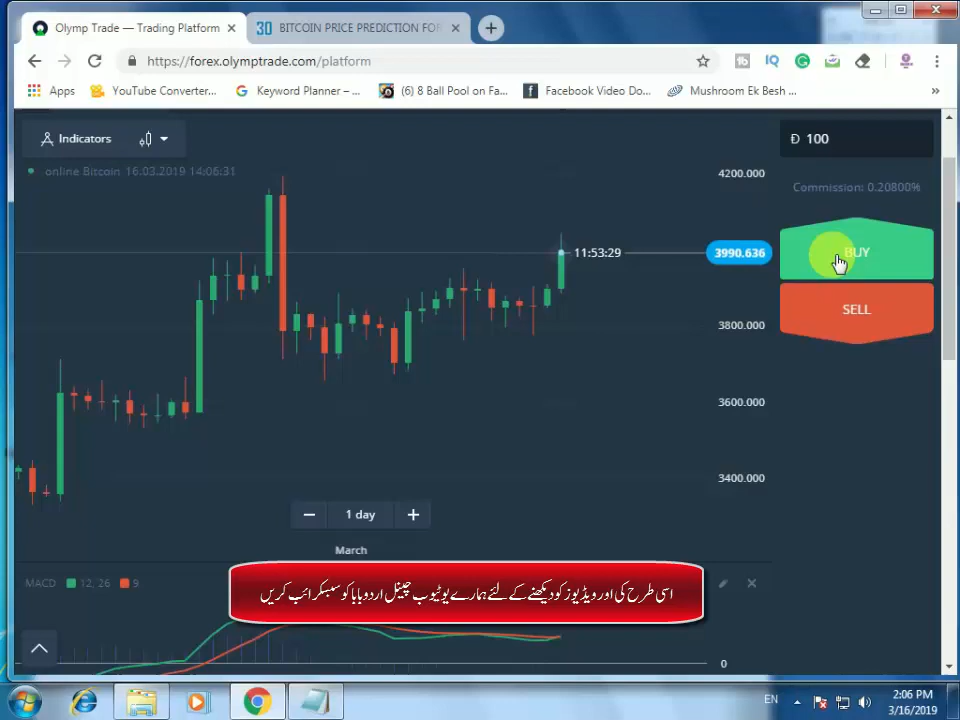 Olymp Trade — Trading Platform
30 BITCOIN PRICE PREDICTION FOR
https://forex.olymptrade.com/platform
IQ
Apps
YouTube Converter...
Keyword Planner – ...
(6) 8 Ball Pool on Fa...
Facebook Video Do...
Mushroom Ek Besh ...
»
Indicators
Đ 100
online Bitcoin 16.03.2019 14:06:31
4200.000
Commission: 0.20800%
11:53:29
3990.636
BUY
SELL
3800.000
3600.000
3400.000
− 1 day +
March
MACD 12, 26 9
اسی طرح کی اور ویڈیوز کو دیکھنے کے لئے ہمارے یوٹیوب چینل اردو بابا کو سبسکرائب کریں
0
EN
2:06 PM
3/16/2019